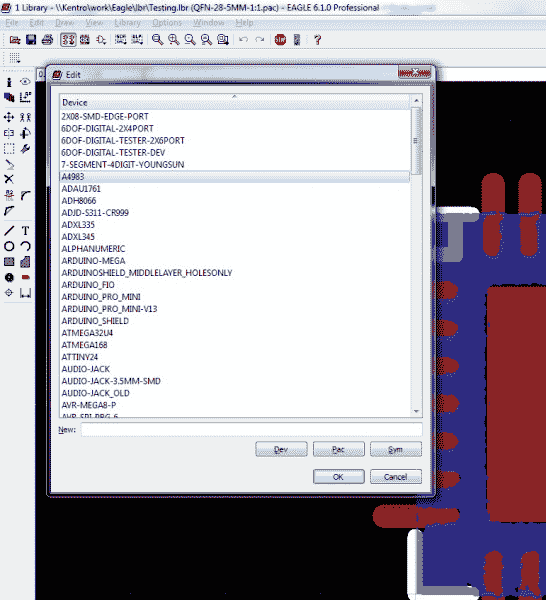 1 Library - \\Kentro\work\Eagle\lbr\Testing.lbr (QFN-28-5MM-1:1.pac) - EAGLE 6.1.0 Professional
File Edit Draw View Library Options Window Help
Edit
Device
2X08-SMD-EDGE-PORT
6DOF-DIGITAL-2X4PORT
6DOF-DIGITAL-TESTER-2X6PORT
6DOF-DIGITAL-TESTER-DEV
7-SEGMENT-4DIGIT-YOUNGSUN
A4983
ADAU1761
ADH8066
ADJD-S311-CR999
ADXL335
ADXL345
ALPHANUMERIC
ARDUINO-MEGA
ARDUINOSHIELD_MIDDLELAYER_HOLESONLY
ARDUINO_FIO
ARDUINO_PRO_MINI
ARDUINO_PRO_MINI-V13
ARDUINO_SHIELD
ATMEGA32U4
ATMEGA168
ATTINY24
AUDIO-JACK
AUDIO-JACK-3.5MM-SMD
AUDIO-JACK_OLD
AVR-MEGA8-P
AVR-SPI-PRG-6
New:
Dev Pac Sym
OK Cancel